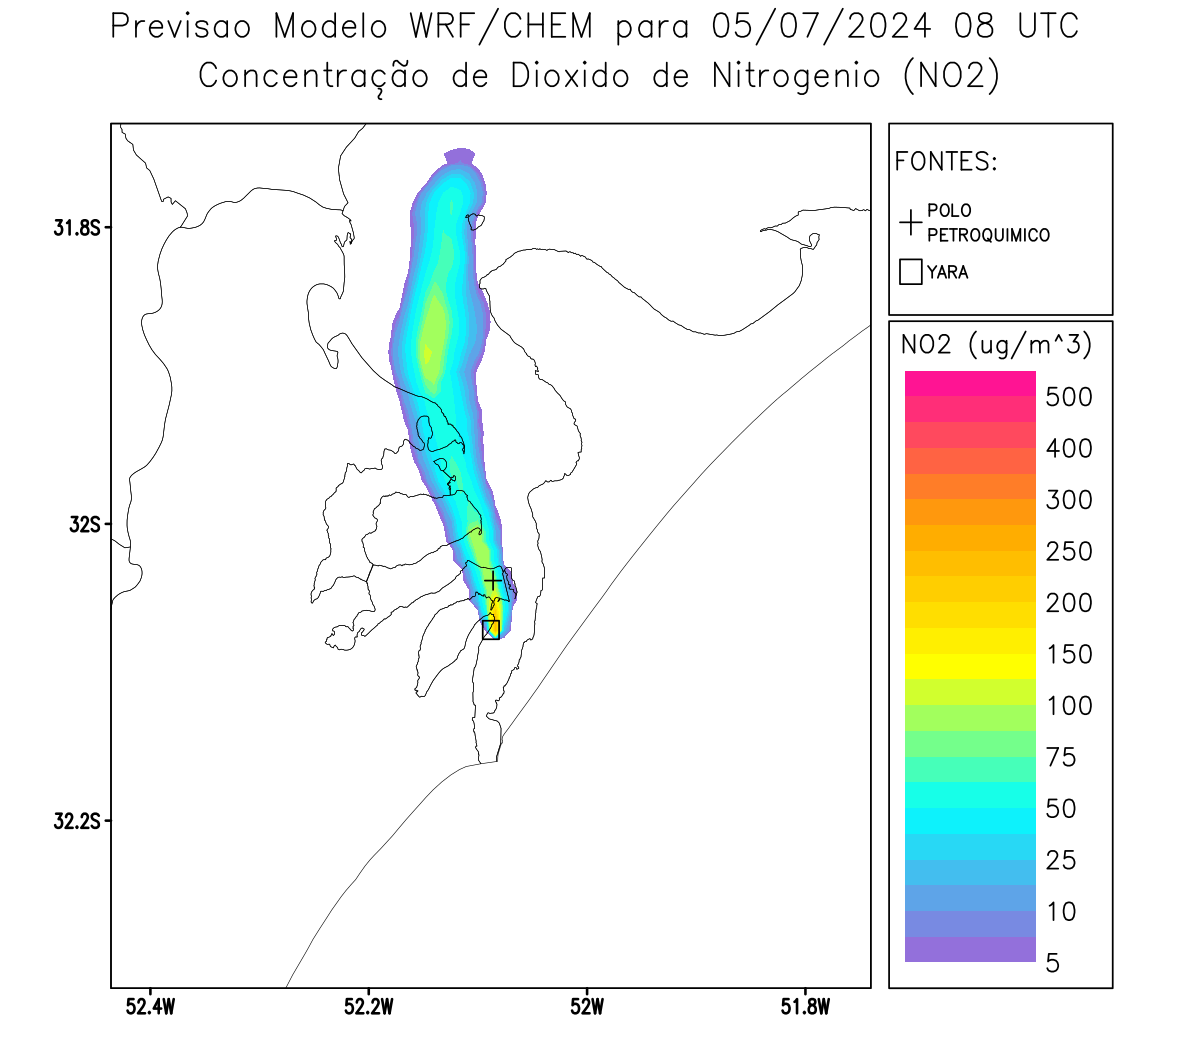 Previsao Modelo WRF/CHEM para 05/07/2024 08 UTC
Concentração de Dioxido de Nitrogenio (NO2)
FONTES:
POLO
PETROQUIMICO
YARA
NO2 (ug/m^3)
500
400
300
250
200
150
100
75
50
25
10
5
31.8S
32S
32.2S
52.4W
52.2W
52W
51.8W